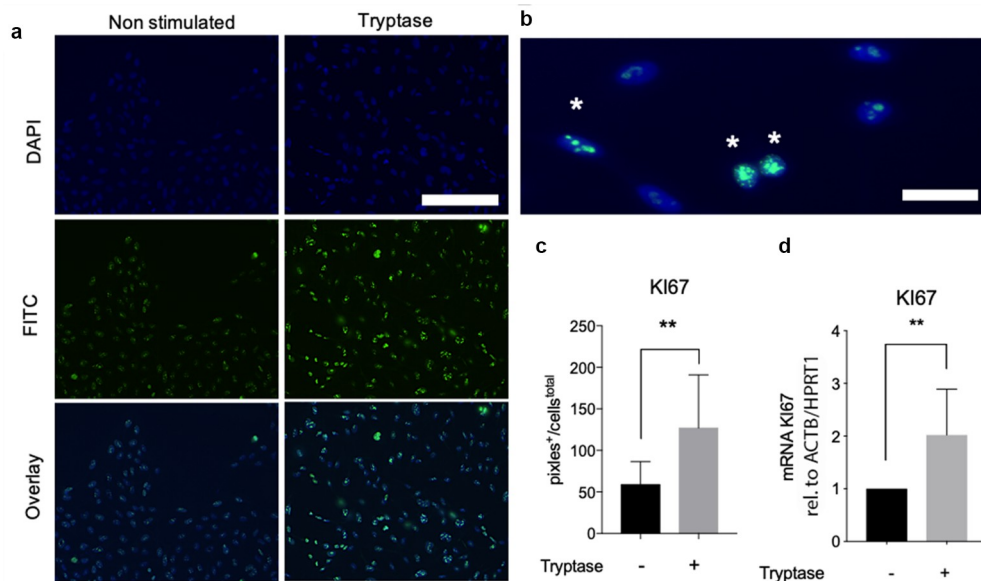 a
Non stimulated
Tryptase
DAPI
FITC
Overlay
b
*
*
*
c
KI67
**
pixles⁺/cellsᵗᵒᵗᵃˡ
250
200
150
100
50
0
Tryptase - +
d
KI67
**
mRNA KI67
rel. to ACTB/HPRT1
4
3
2
1
0
Tryptase - +